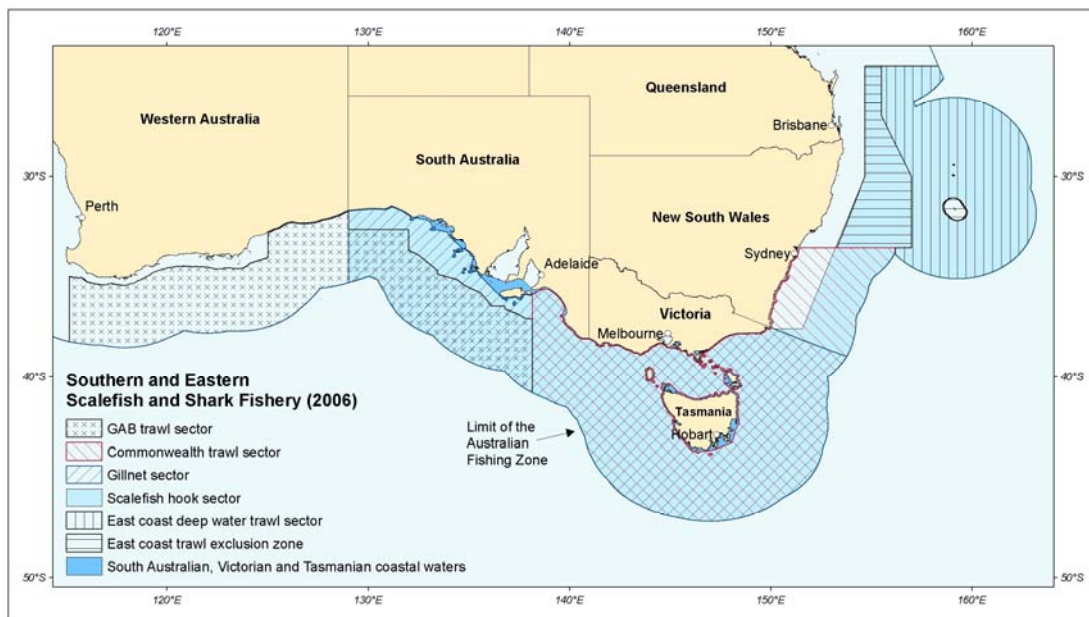 120°E
130°E
140°E
150°E
160°E
Queensland
Western Australia
Brisbane
South Australia
30°S
30°S
Perth
New South Wales
Sydney
Adelaide
Victoria
Melbourne
40°S
40°S
Southern and Eastern
Scalefish and Shark Fishery (2006)
Tasmania
Hobart
Limit of the
Australian
Fishing Zone
GAB trawl sector
Commonwealth trawl sector
Gillnet sector
Scalefish hook sector
East coast deep water trawl sector
East coast trawl exclusion zone
South Australian, Victorian and Tasmanian coastal waters
50°S
50°S
120°E
130°E
140°E
150°E
160°E